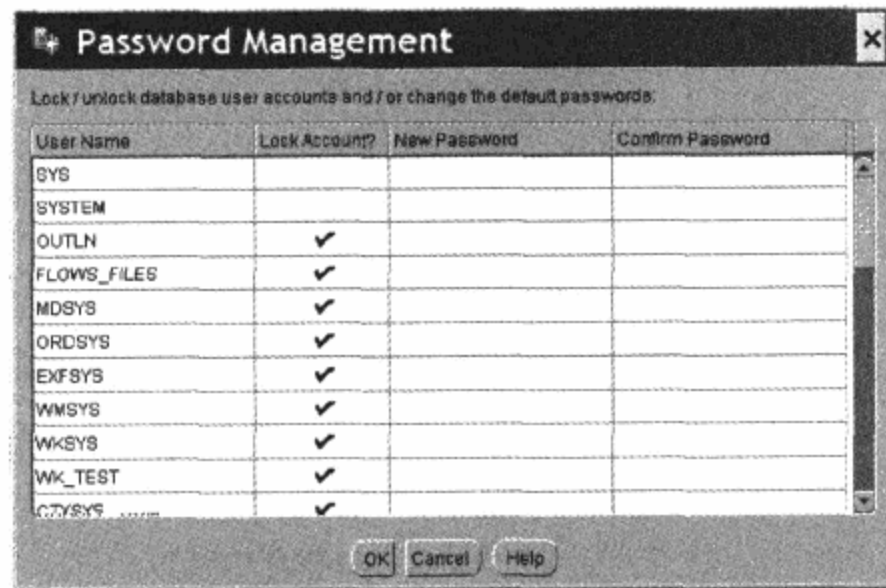 Password Management
Lock / unlock database user accounts and / or change the default passwords:
User Name Lock Account? New Password Confirm Password
SYS
SYSTEM
OUTLN ✔
FLOWS_FILES ✔
MDSYS ✔
ORDSYS ✔
EXFSYS ✔
WMSYS ✔
WKSYS ✔
WK_TEST ✔
CTXSYS ✔
OK Cancel Help